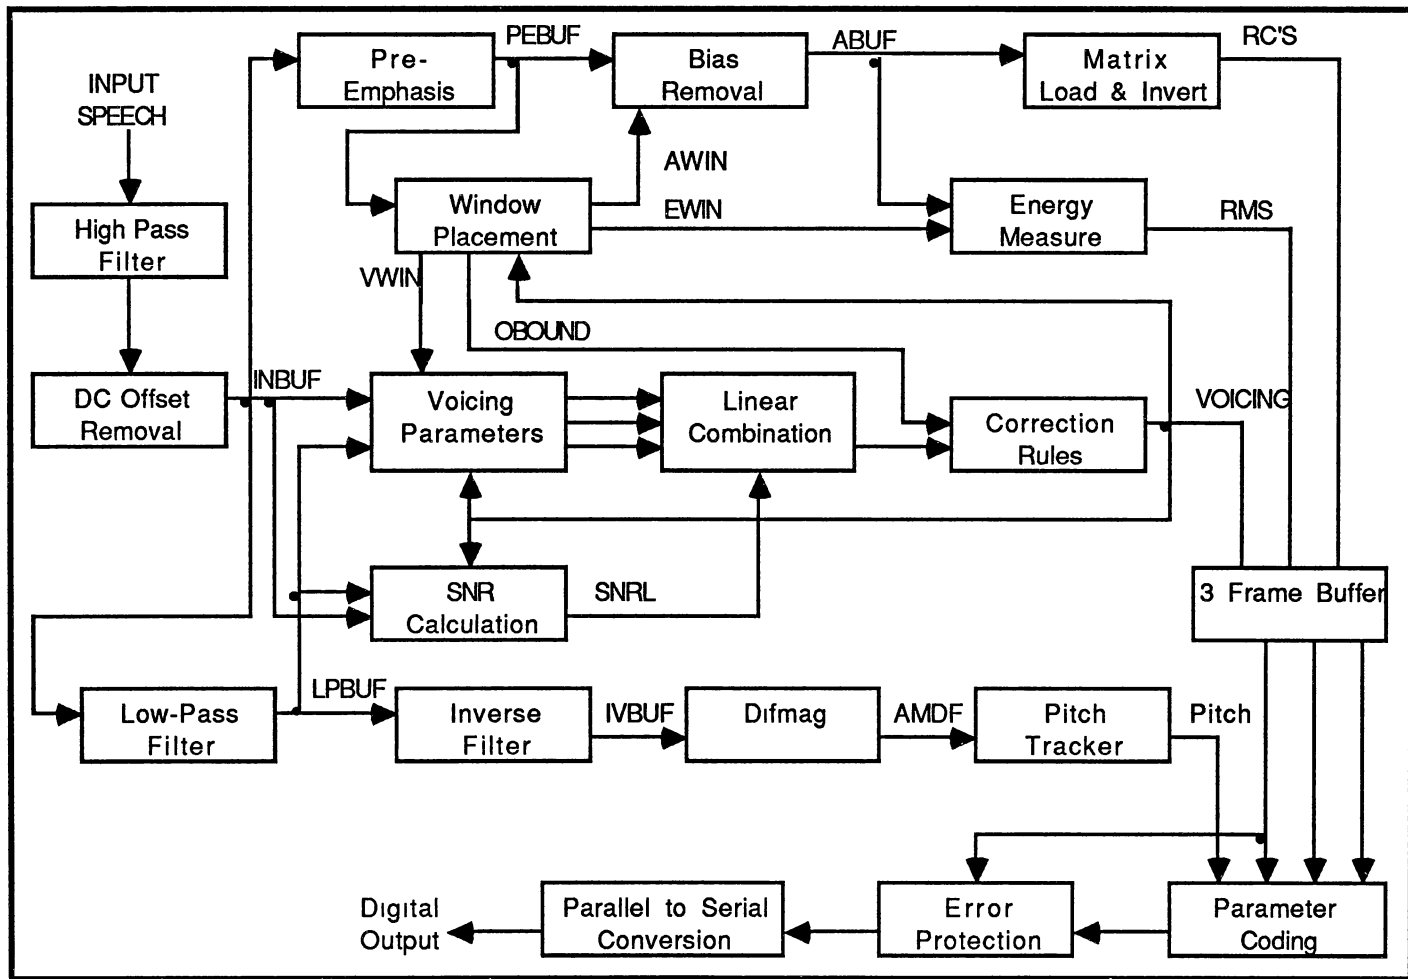 PEBUF
ABUF
RC'S
Pre-
Emphasis
Bias
Removal
Matrix
Load & Invert
INPUT
SPEECH
AWIN
Window
Placement
EWIN
Energy
Measure
RMS
High Pass
Filter
VWIN
OBOUND
INBUF
DC Offset
Removal
Voicing
Parameters
Linear
Combination
Correction
Rules
VOICING
SNR
Calculation
SNRL
3 Frame Buffer
LPBUF
Low-Pass
Filter
Inverse
Filter
IVBUF
Difmag
AMDF
Pitch
Tracker
Pitch
Digital
Output
Parallel to Serial
Conversion
Error
Protection
Parameter
Coding